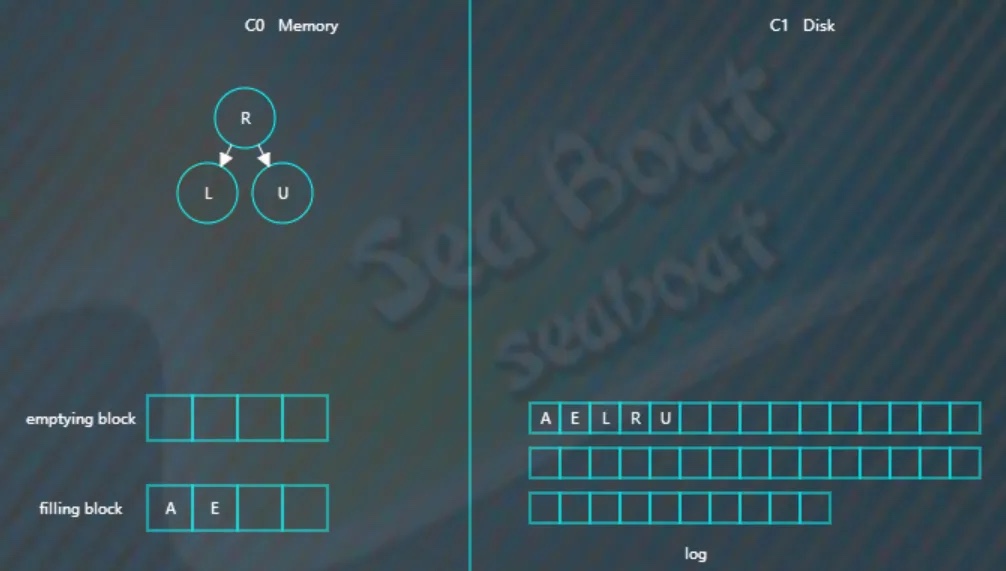 C0 Memory
C1 Disk
R
L U
Sea Boat
seaboat
emptying block
A E L R U
filling block
A E
log